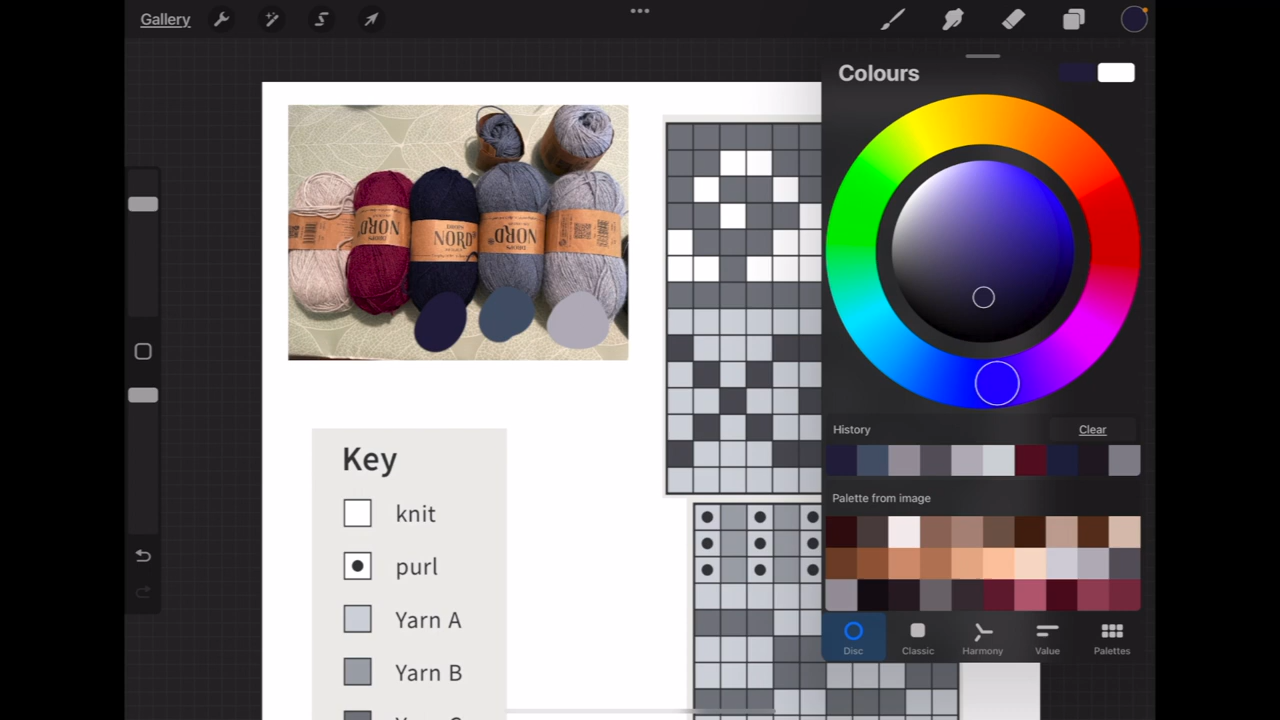 Gallery
Colours
NORD
NORD
NORD
Key
knit
purl
Yarn A
Yarn B
History
Clear
Palette from image
Disc
Classic
Harmony
Value
Palettes